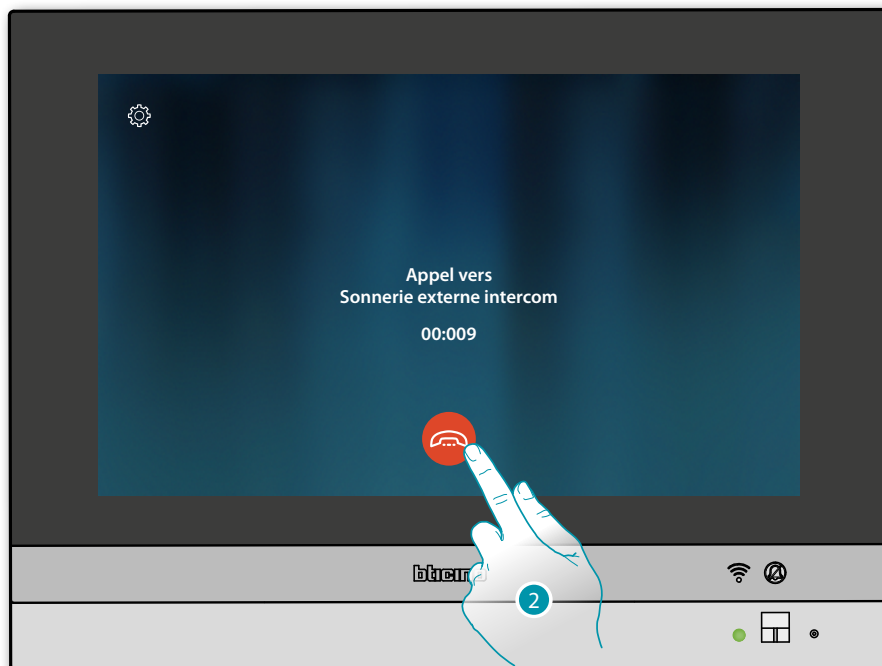 Appel vers
Sonnerie externe intercom
00:009
bticino
2